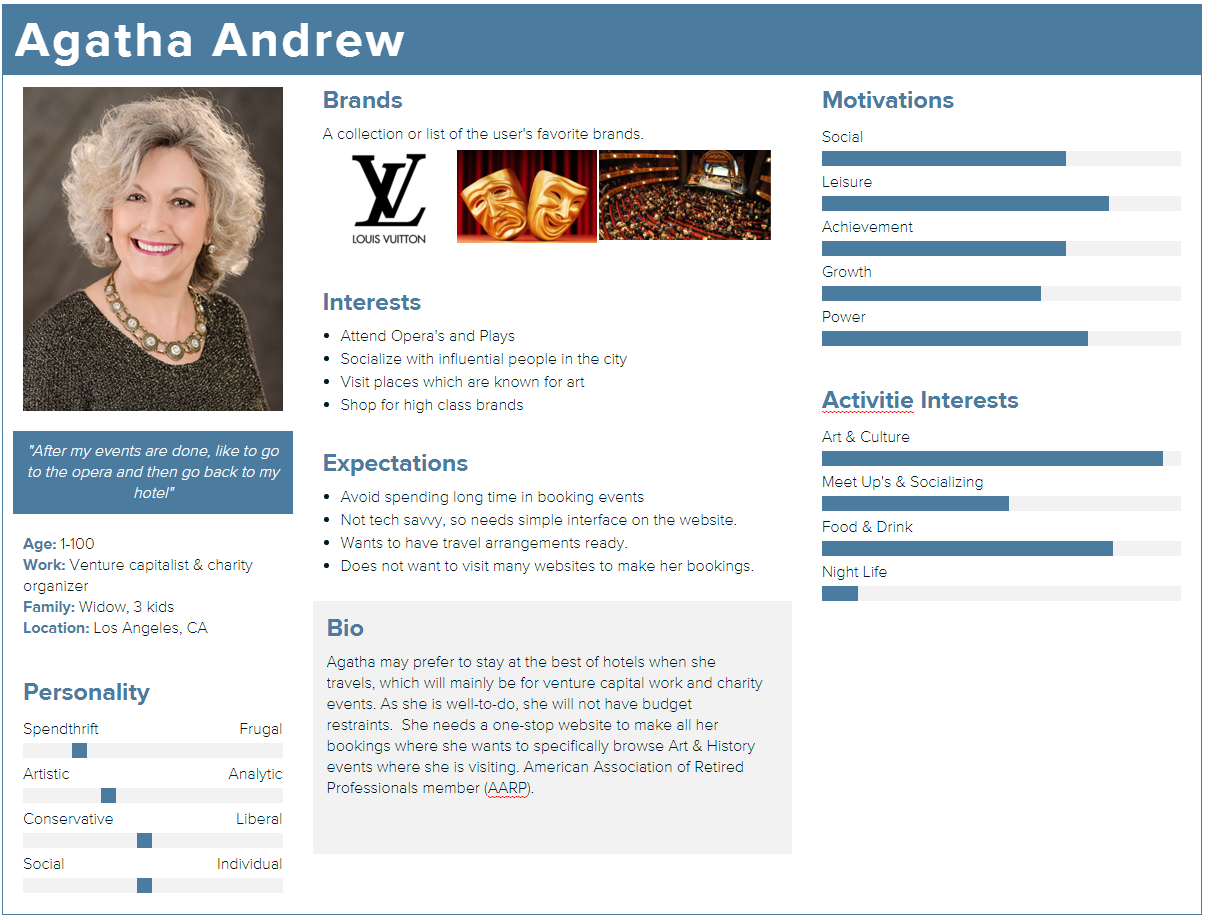 Agatha Andrew
"After my events are done, like to go
to the opera and then go back to my
hotel"
Age: 1-100
Work: Venture capitalist & charity
organizer
Family: Widow, 3 kids
Location: Los Angeles, CA
Personality
Spendthrift Frugal
Artistic Analytic
Conservative Liberal
Social Individual
Brands
A collection or list of the user's favorite brands.
LV
LOUIS VUITTON
Interests
• Attend Opera's and Plays
• Socialize with influential people in the city
• Visit places which are known for art
• Shop for high class brands
Expectations
• Avoid spending long time in booking events
• Not tech savvy, so needs simple interface on the website.
• Wants to have travel arrangements ready.
• Does not want to visit many websites to make her bookings.
Bio
Agatha may prefer to stay at the best of hotels when she
travels, which will mainly be for venture capital work and charity
events. As she is well-to-do, she will not have budget
restraints.  She needs a one-stop website to make all her
bookings where she wants to specifically browse Art & History
events where she is visiting. American Association of Retired
Professionals member (AARP).
Motivations
Social
Leisure
Achievement
Growth
Power
Activitie Interests
Art & Culture
Meet Up's & Socializing
Food & Drink
Night Life